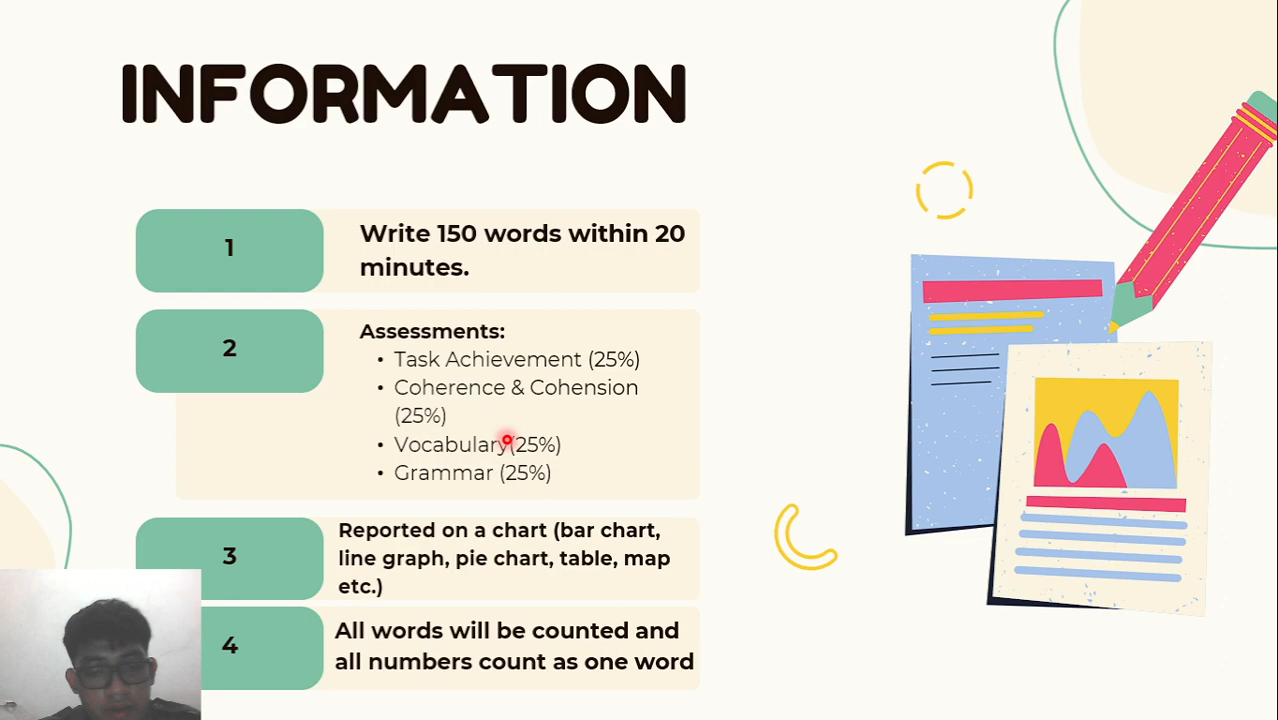 INFORMATION
1
Write 150 words within 20
minutes.
2
Assessments:
• Task Achievement (25%)
• Coherence & Cohension
(25%)
• Vocabulary(25%)
• Grammar (25%)
3
Reported on a chart (bar chart,
line graph, pie chart, table, map
etc.)
4
All words will be counted and
all numbers count as one word